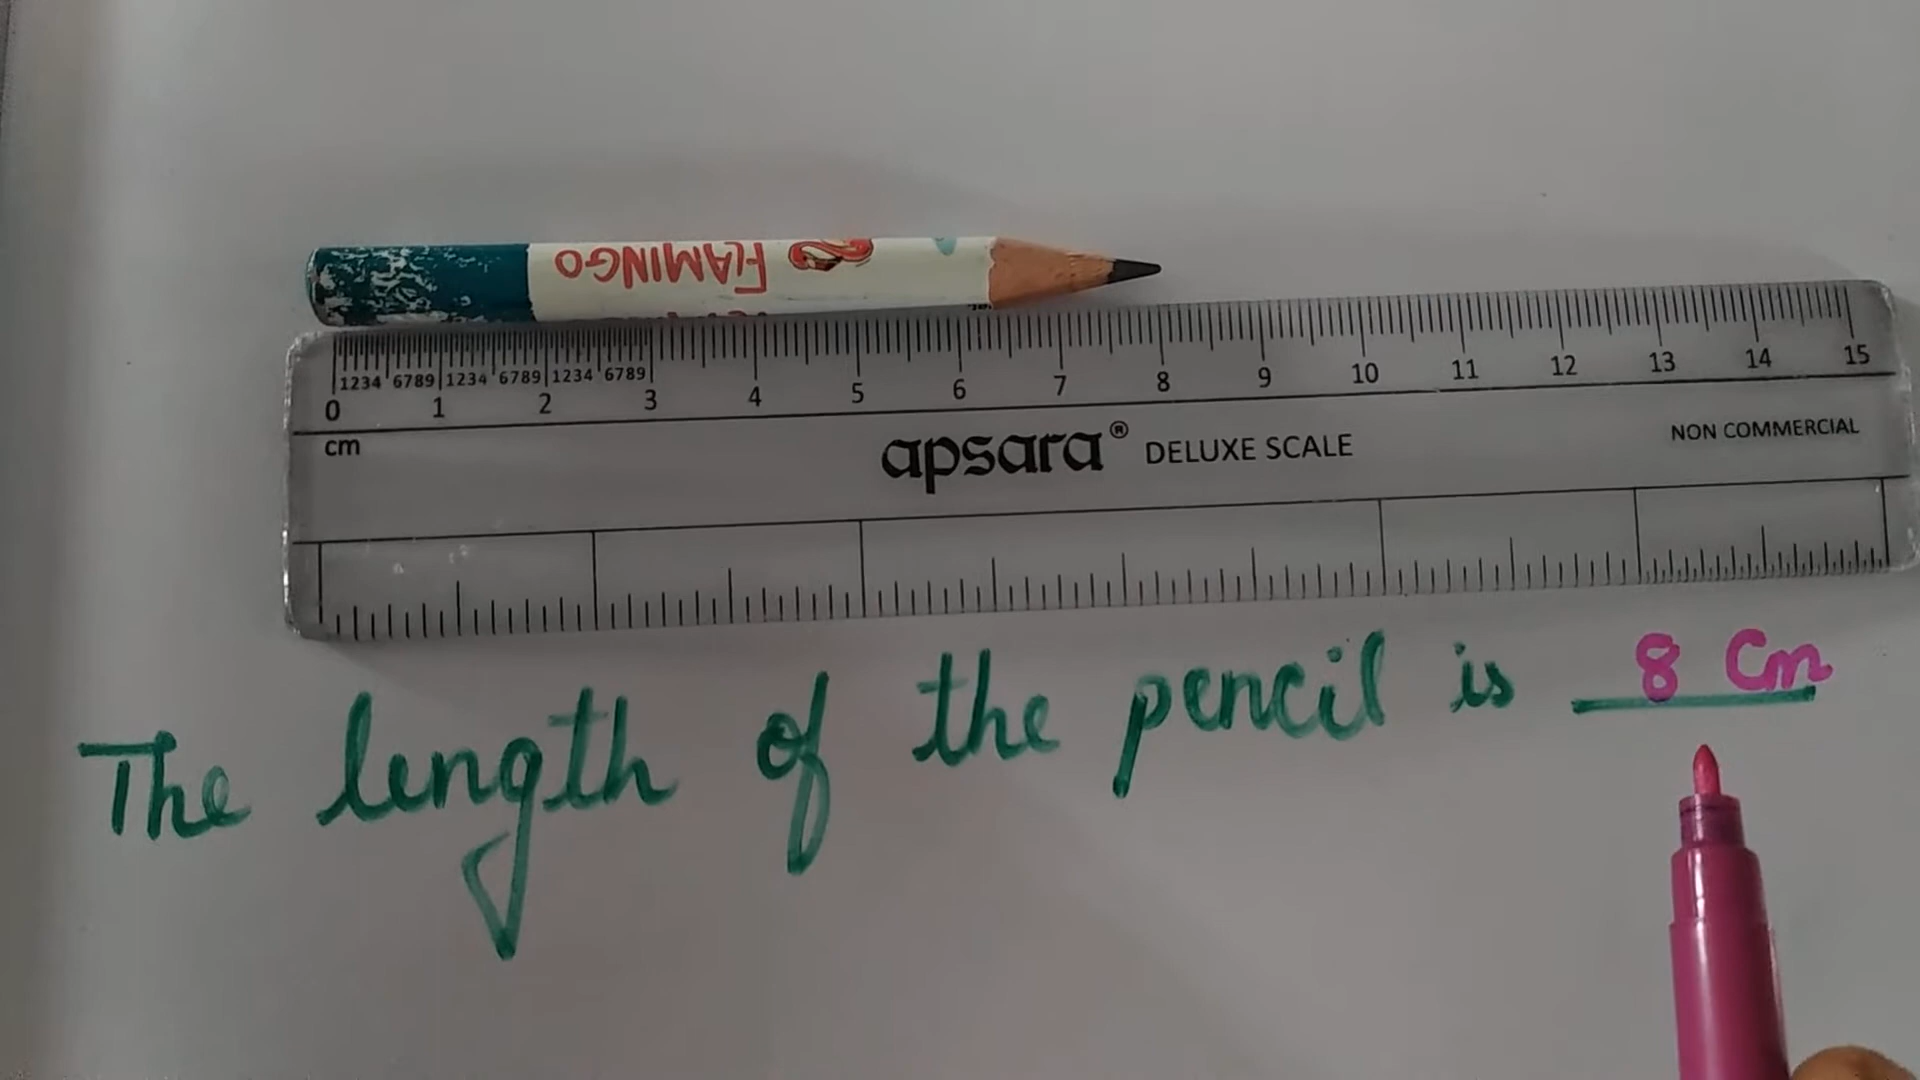 FLAMINGO
1234 6789 1234 6789 1234 6789
0 1 2 3 4 5 6 7 8 9 10 11 12 13 14 15
cm
apsara® DELUXE SCALE NON COMMERCIAL
The length of the pencil is 8 Cm